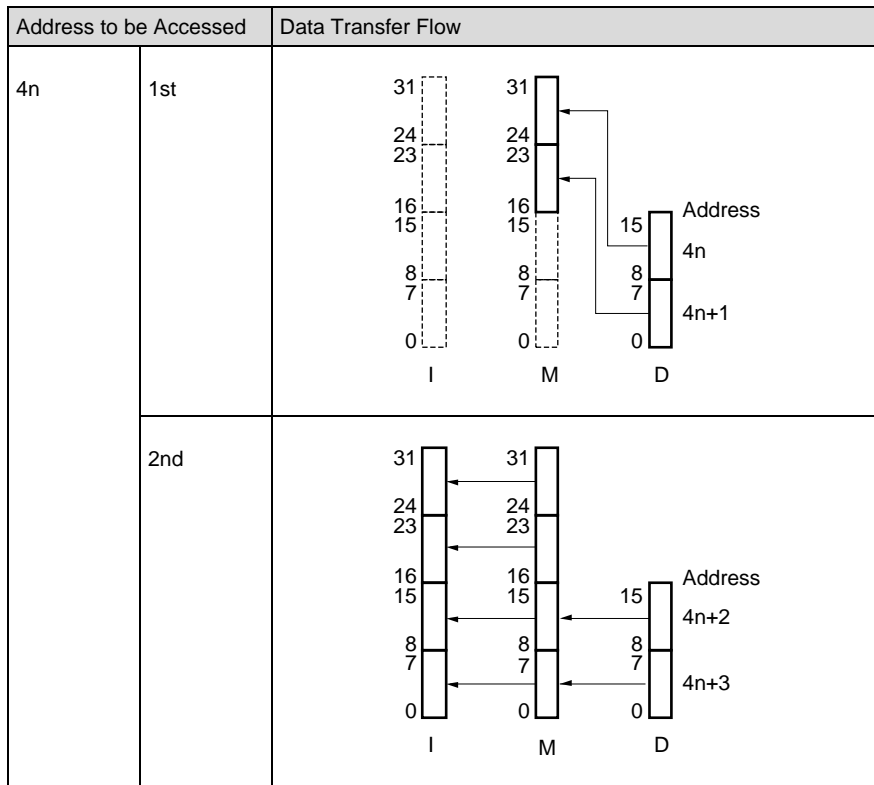 Address to be Accessed Data Transfer Flow
4n 1st
31 31
24 24
23 23
16 16 Address
15 15 15
4n
8 8 8
7 7 7
4n+1
0 0 0
I M D
2nd
31 31
24 24
23 23
16 16 Address
15 15 15
4n+2
8 8 8
7 7 7
4n+3
0 0 0
I M D